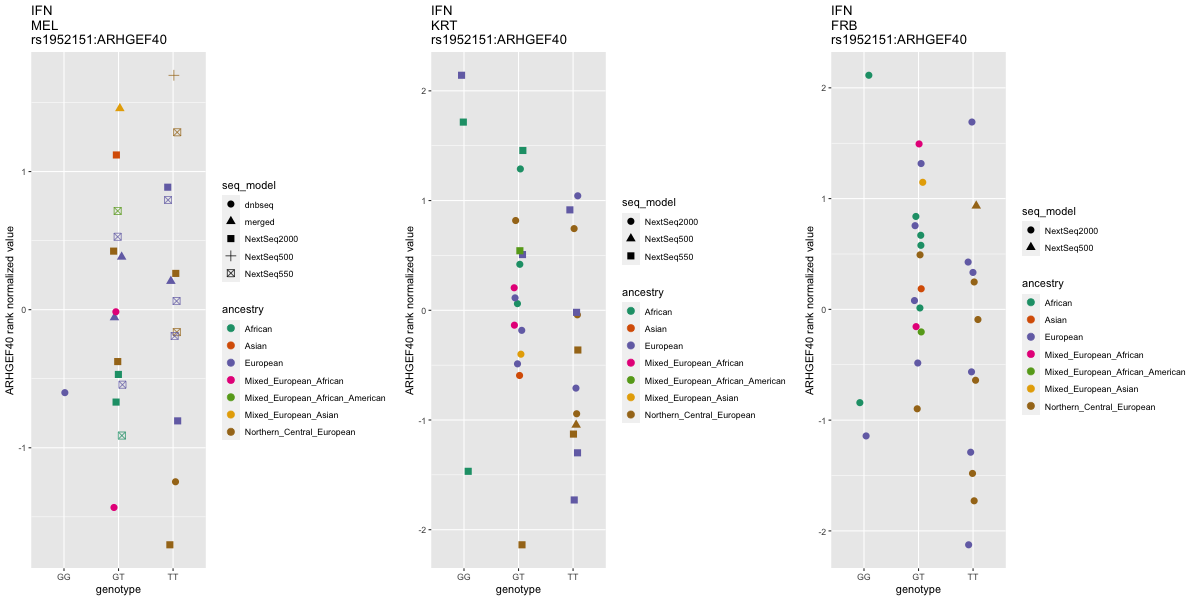 IFN
MEL
rs1952151:ARHGEF40
ARHGEF40 rank normalized value
1
0
-1
GG
GT
TT
genotype
seq_model
dnbseq
merged
NextSeq2000
NextSeq500
NextSeq550
ancestry
African
Asian
European
Mixed_European_African
Mixed_European_African_American
Mixed_European_Asian
Northern_Central_European
IFN
KRT
rs1952151:ARHGEF40
ARHGEF40 rank normalized value
2
1
0
-1
-2
GG
GT
TT
genotype
seq_model
NextSeq2000
NextSeq500
NextSeq550
ancestry
African
Asian
European
Mixed_European_African
Mixed_European_African_American
Mixed_European_Asian
Northern_Central_European
IFN
FRB
rs1952151:ARHGEF40
ARHGEF40 rank normalized value
2
1
0
-1
-2
GG
GT
TT
genotype
seq_model
NextSeq2000
NextSeq500
ancestry
African
Asian
European
Mixed_European_African
Mixed_European_African_American
Mixed_European_Asian
Northern_Central_European